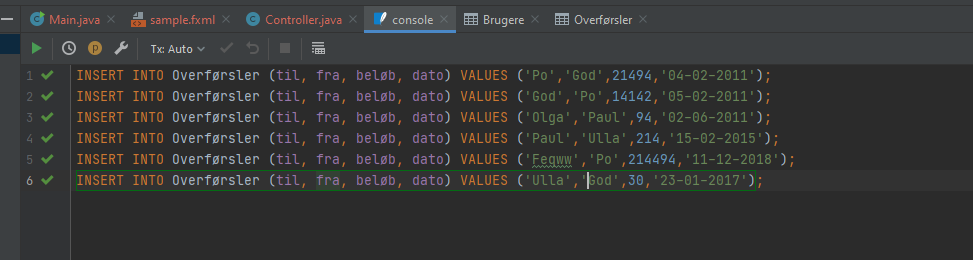 Main.java sample.fxml Controller.java console Brugere Overførsler
Tx: Auto
1 INSERT INTO Overførsler (til, fra, beløb, dato) VALUES ('Po','God',21494,'04-02-2011');
2 INSERT INTO Overførsler (til, fra, beløb, dato) VALUES ('God','Po',14142,'05-02-2011');
3 INSERT INTO Overførsler (til, fra, beløb, dato) VALUES ('Olga','Paul',94,'02-06-2011');
4 INSERT INTO Overførsler (til, fra, beløb, dato) VALUES ('Paul','Ulla',214,'15-02-2015');
5 INSERT INTO Overførsler (til, fra, beløb, dato) VALUES ('Feqww','Po',214494,'11-12-2018');
6 INSERT INTO Overførsler (til, fra, beløb, dato) VALUES ('Ulla','God',30,'23-01-2017');